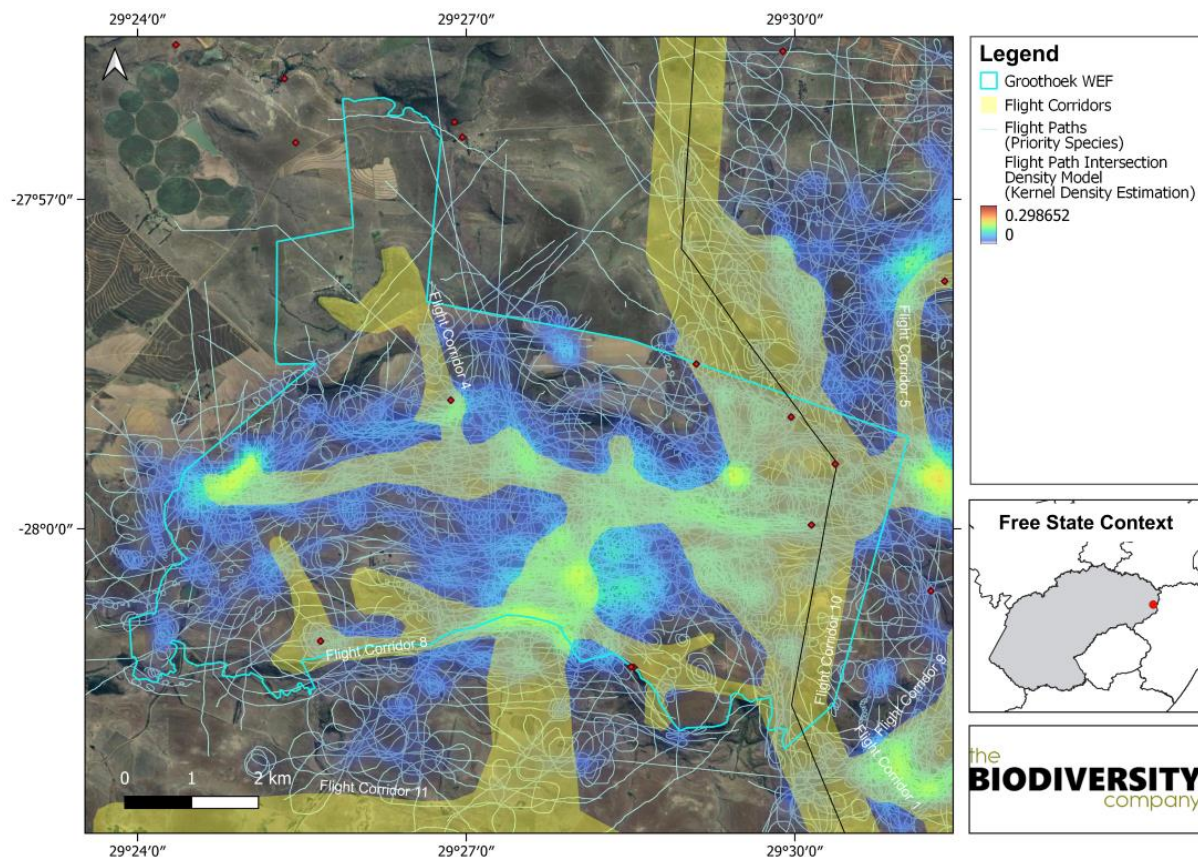 29°24′0″
29°27′0″
29°30′0″
-27°57′0″
-28°0′0″
Flight Corridor 4
Flight Corridor 5
Flight Corridor 8
Flight Corridor 10
Flight Corridor 9
Flight Corridor 1
Flight Corridor 11
0
1
2 km
29°24′0″
29°27′0″
29°30′0″
Legend
Groothoek WEF
Flight Corridors
Flight Paths
(Priority Species)
Flight Path Intersection
Density Model
(Kernel Density Estimation)
0.298652
0
Free State Context
the
BIODIVERSITY
company